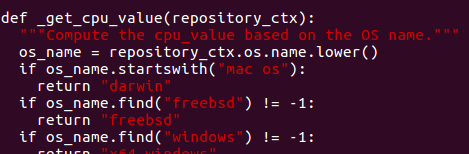 def _get_cpu_value(repository_ctx):
  """Compute the cpu_value based on the OS name."""
  os_name = repository_ctx.os.name.lower()
  if os_name.startswith("mac os"):
    return "darwin"
  if os_name.find("freebsd") != -1:
    return "freebsd"
  if os_name.find("windows") != -1:
    return "x64_windows"